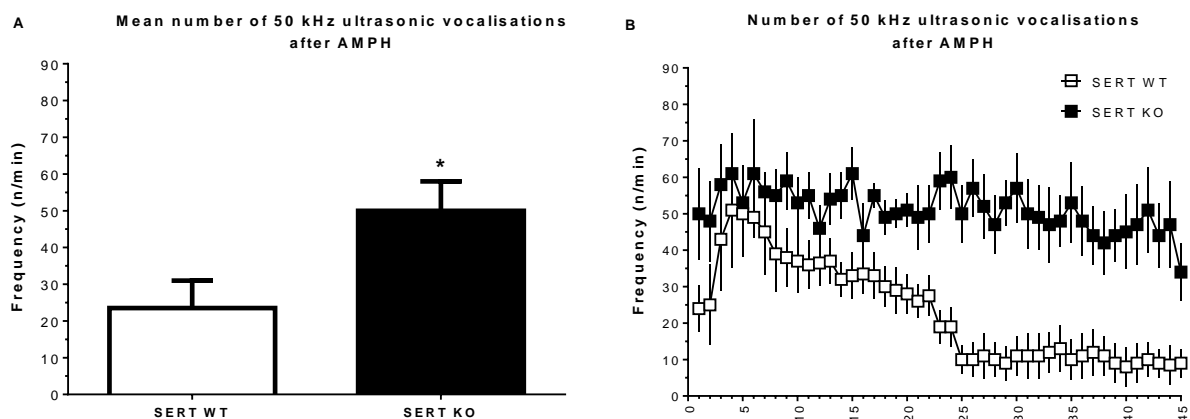 A
Mean number of 50 kHz ultrasonic vocalisations
after AMPH
Frequency (n/min)
90
80
70
60
50
40
30
20
10
0
*
SERT WT
SERT KO
B
Number of 50 kHz ultrasonic vocalisations
after AMPH
Frequency (n/min)
90
80
70
60
50
40
30
20
10
0
SERT WT
SERT KO
0
5
10
15
20
25
30
35
40
45